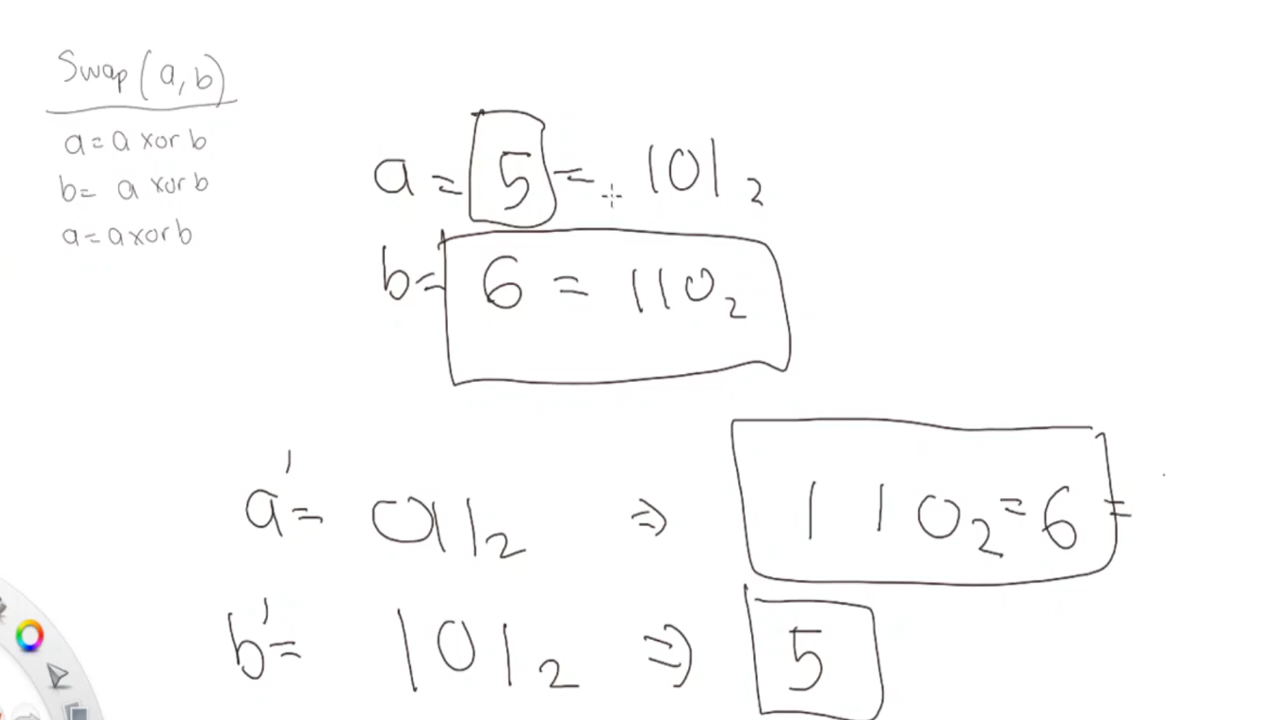 Swap(a,b)
a=a xor b
b= a xor b
a=a xor b
a = 5 = 101₂
b= 6 = 110₂
a'= 011₂ ⇒ 110₂=6=
b'= 101₂ ⇒ 5